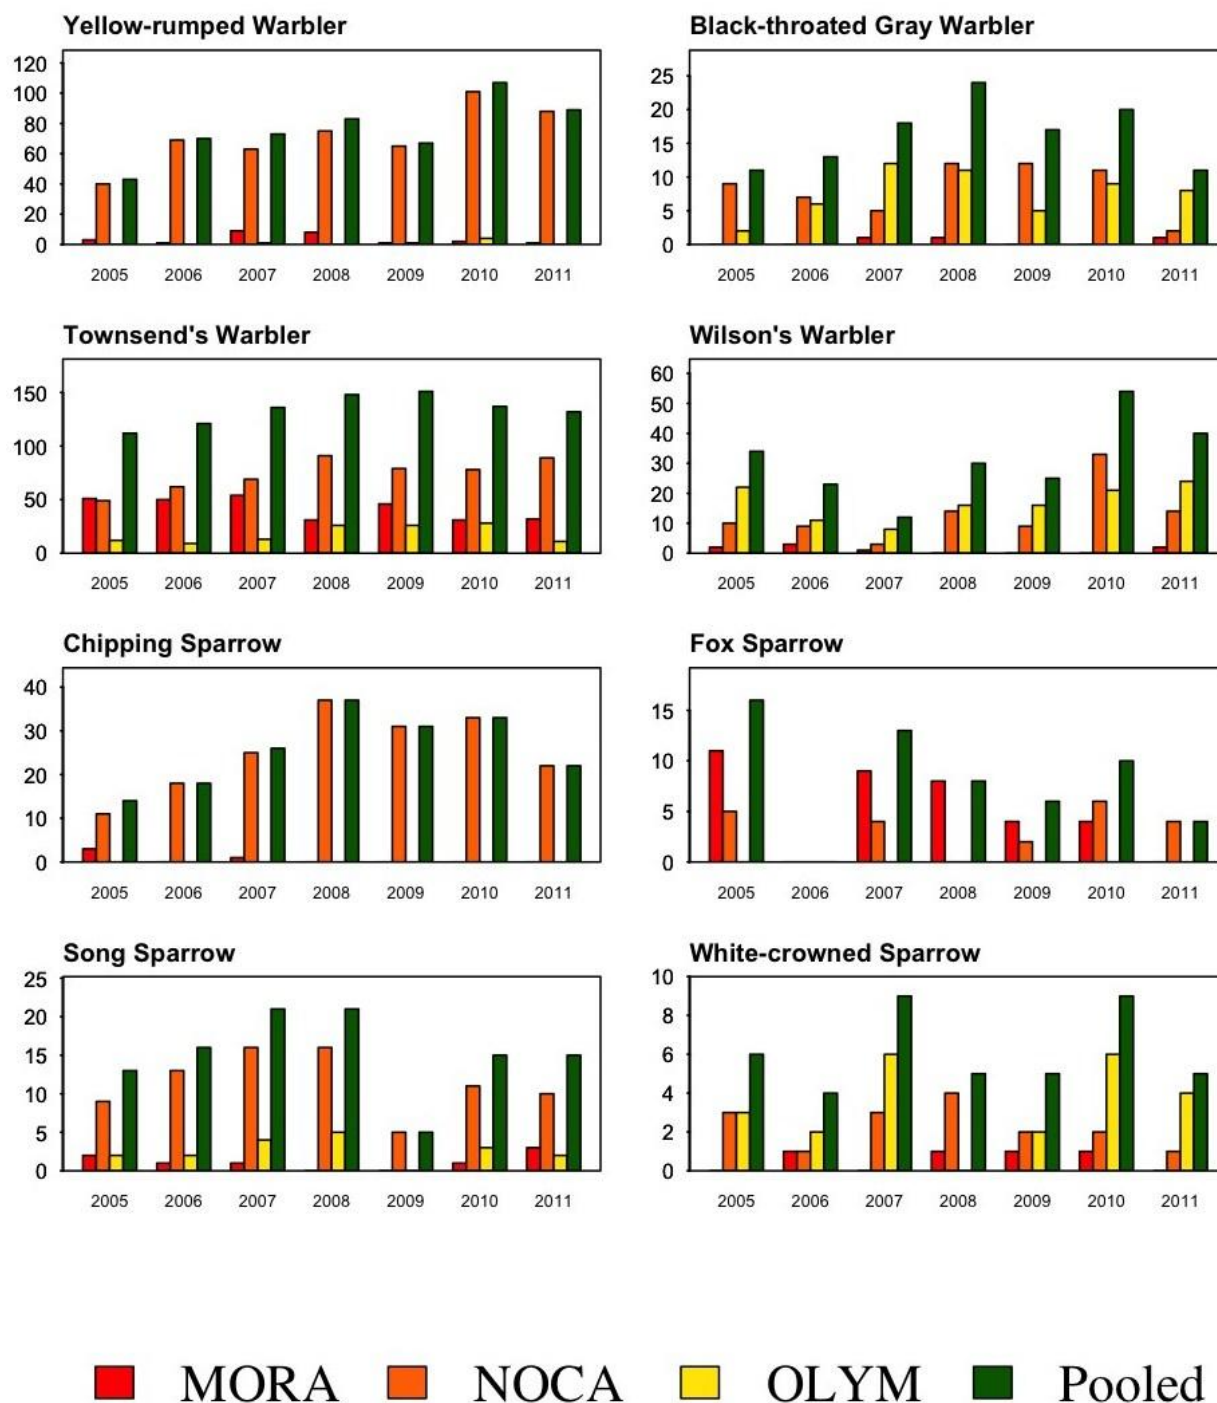 Yellow-rumped Warbler
120
100
80
60
40
20
0
2005 2006 2007 2008 2009 2010 2011
Black-throated Gray Warbler
25
20
15
10
5
0
2005 2006 2007 2008 2009 2010 2011
Townsend's Warbler
150
100
50
0
2005 2006 2007 2008 2009 2010 2011
Wilson's Warbler
60
50
40
30
20
10
0
2005 2006 2007 2008 2009 2010 2011
Chipping Sparrow
40
30
20
10
0
2005 2006 2007 2008 2009 2010 2011
Fox Sparrow
15
10
5
0
2005 2006 2007 2008 2009 2010 2011
Song Sparrow
25
20
15
10
5
0
2005 2006 2007 2008 2009 2010 2011
White-crowned Sparrow
10
8
6
4
2
0
2005 2006 2007 2008 2009 2010 2011
MORA NOCA OLYM Pooled